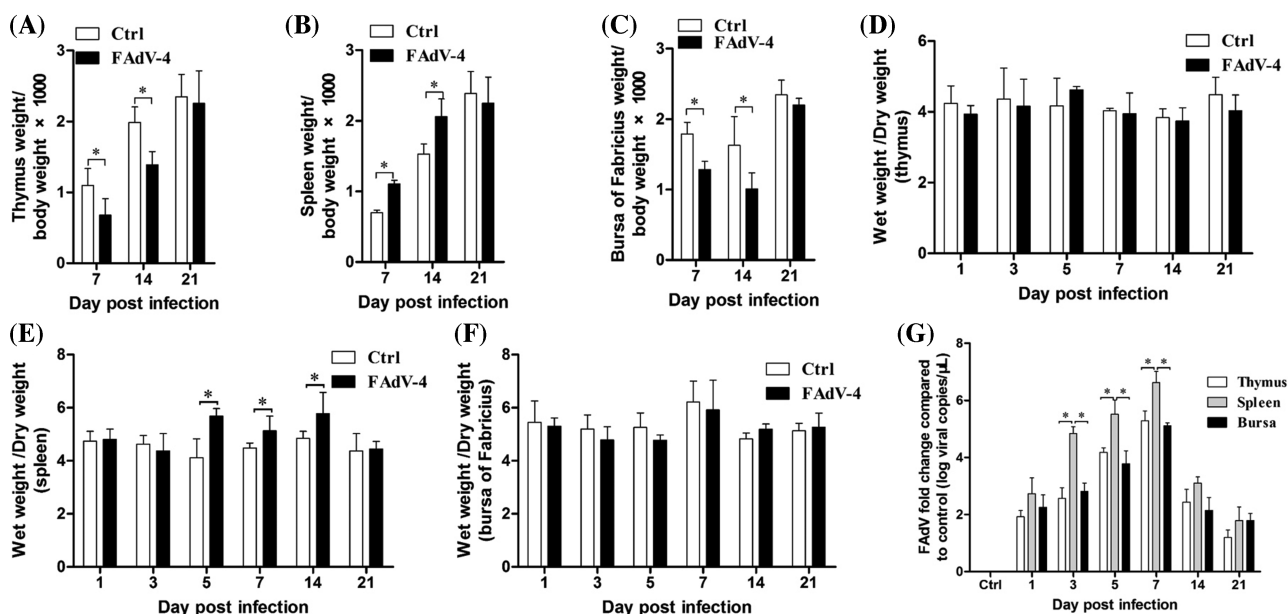 (A)
Ctrl
FAdV-4
Thymus weight/
body weight × 1000
3
2
1
0
*
*
7 14 21
Day post infection
(B)
Ctrl
FAdV-4
Spleen weight/
body weight × 1000
3
2
1
0
*
*
7 14 21
Day post infection
(C)
Ctrl
FAdV-4
Bursa of Fabricius weight/
body weight × 1000
3
2
1
0
*
*
7 14 21
Day post infection
(D)
Ctrl
FAdV-4
Wet weight /Dry weight
(thymus)
6
4
2
0
1 3 5 7 14 21
Day post infection
(E)
Ctrl
FAdV-4
Wet weight /Dry weight
(spleen)
8
6
4
2
0
*
*
*
1 3 5 7 14 21
Day post infection
(F)
Ctrl
FAdV-4
Wet weight /Dry weight
(bursa of Fabricius)
8
6
4
2
0
1 3 5 7 14 21
Day post infection
(G)
Thymus
Spleen
Bursa
FAdV fold change compared
to control (log viral copies/μL)
8
6
4
2
0
* *
* *
* *
Ctrl 1 3 5 7 14 21
Day post infection